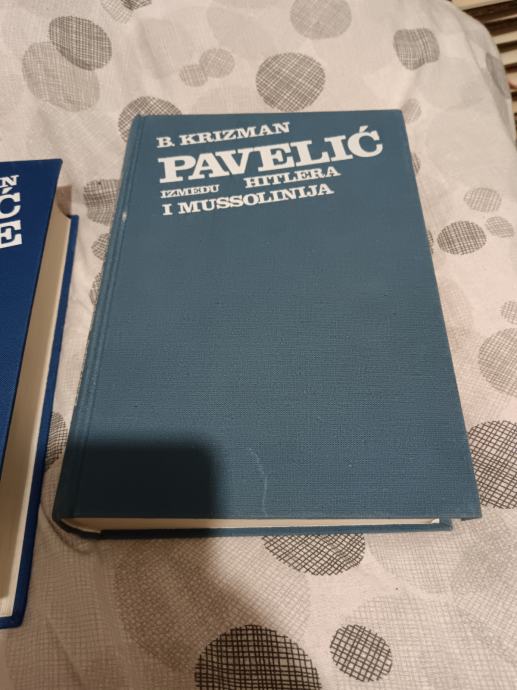 B. KRIZMAN
PAVELIĆ
IZMEĐU HITLERA
I MUSSOLINIJA
N
Ć
E